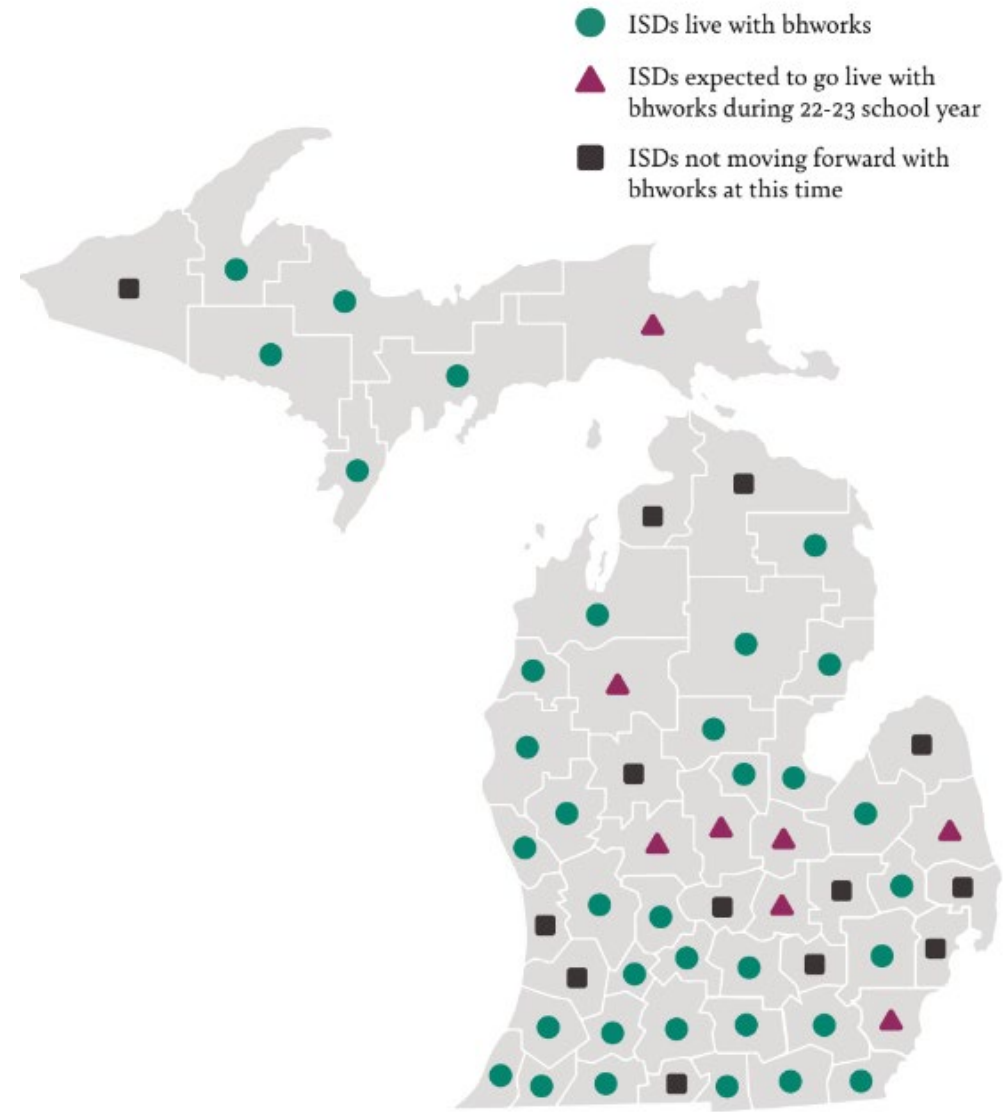 ISDs live with bhworks
ISDs expected to go live with
bhworks during 22-23 school year
ISDs not moving forward with
bhworks at this time